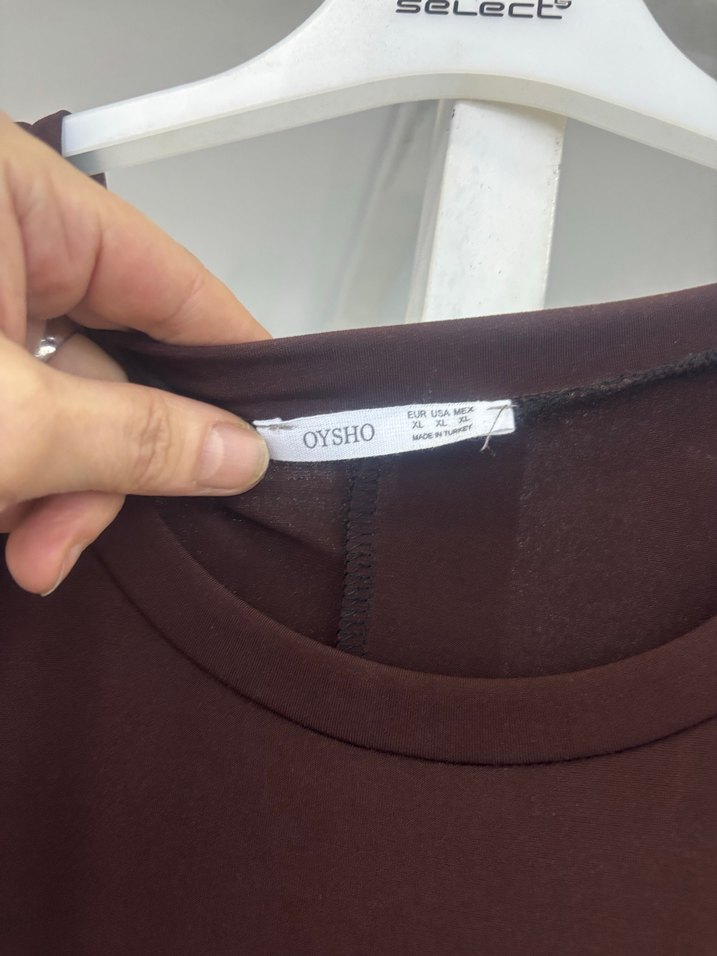 select
OYSHO
EUR USA MEX
XL XL XL
MADE IN TURKEY